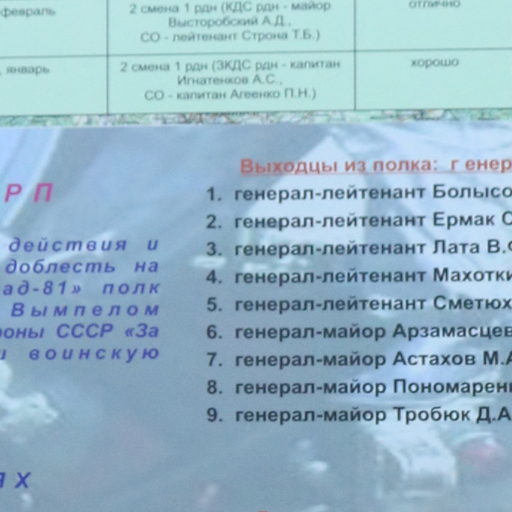 февраль
2 смена 1 рдн (КДС рдн - майор
Высторобский А.Д.,
СО - лейтенант Строна Т.Б.)
отлично
январь
2 смена 1 рдн (ЗКДС рдн - капитан
Игнатенков А.С.,
СО - капитан Агеенко П.Н.)
хорошо
Р П
действия и
доблесть на
ад-81» полк
Вымпелом
роны СССР «За
и воинскую
ЯХ
Выходцы из полка: г енер
1. генерал-лейтенант Болысо
2. генерал-лейтенант Ермак С
3. генерал-лейтенант Лата В.Ф
4. генерал-лейтенант Махотки
5. генерал-лейтенант Сметюх
6. генерал-майор Арзамасцев
7. генерал-майор Астахов М.А
8. генерал-майор Пономарен
9. генерал-майор Тробюк Д.А